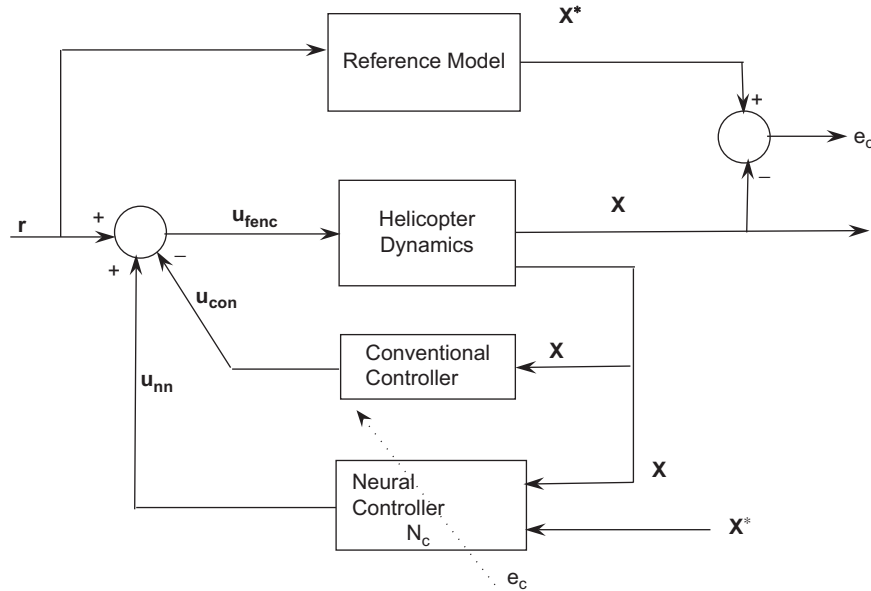 X*
Reference Model
+
e_c
−
r
+
u_fenc
Helicopter
Dynamics
X
+
−
u_con
Conventional
Controller
X
u_nn
Neural
Controller
N_c
X
X*
e_c